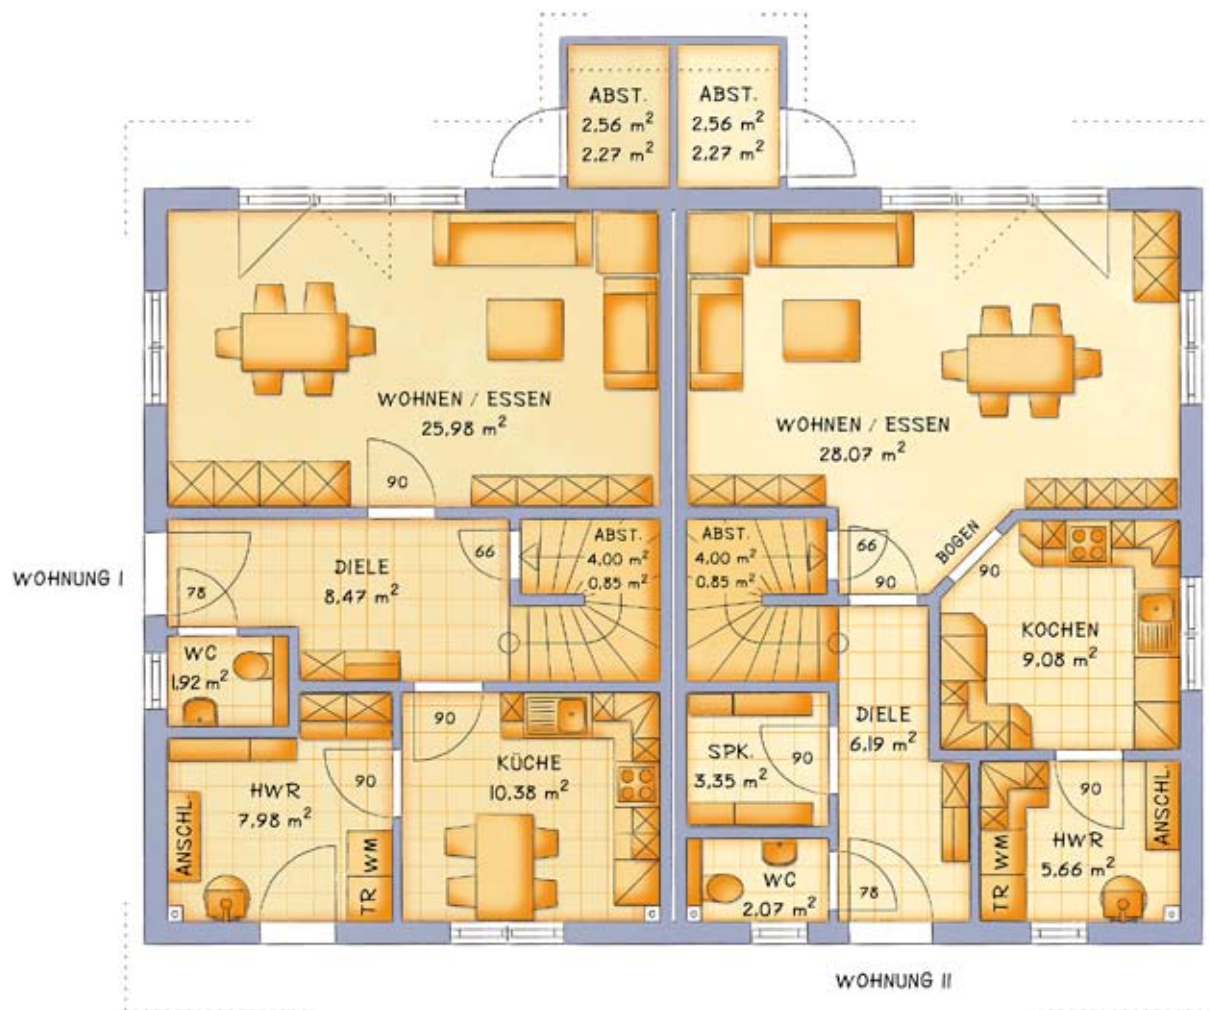 ABST.
2.56 m²
2.27 m²
ABST.
2.56 m²
2.27 m²
WOHNEN / ESSEN
25.98 m²
90
WOHNEN / ESSEN
28.07 m²
WOHNUNG I
78
DIELE
8.47 m²
66
ABST.
4.00 m²
0.85 m²
ABST.
4.00 m²
0.85 m²
66
90
BOGEN
90
WC
1.92 m²
KOCHEN
9.08 m²
90
HWR
7.98 m²
90
ANSCHL.
TR WM
KÜCHE
10.38 m²
SPK.
3.35 m²
90
DIELE
6.19 m²
WC
2.07 m²
78
90
HWR
5.66 m²
TR WM
ANSCHL.
WOHNUNG II